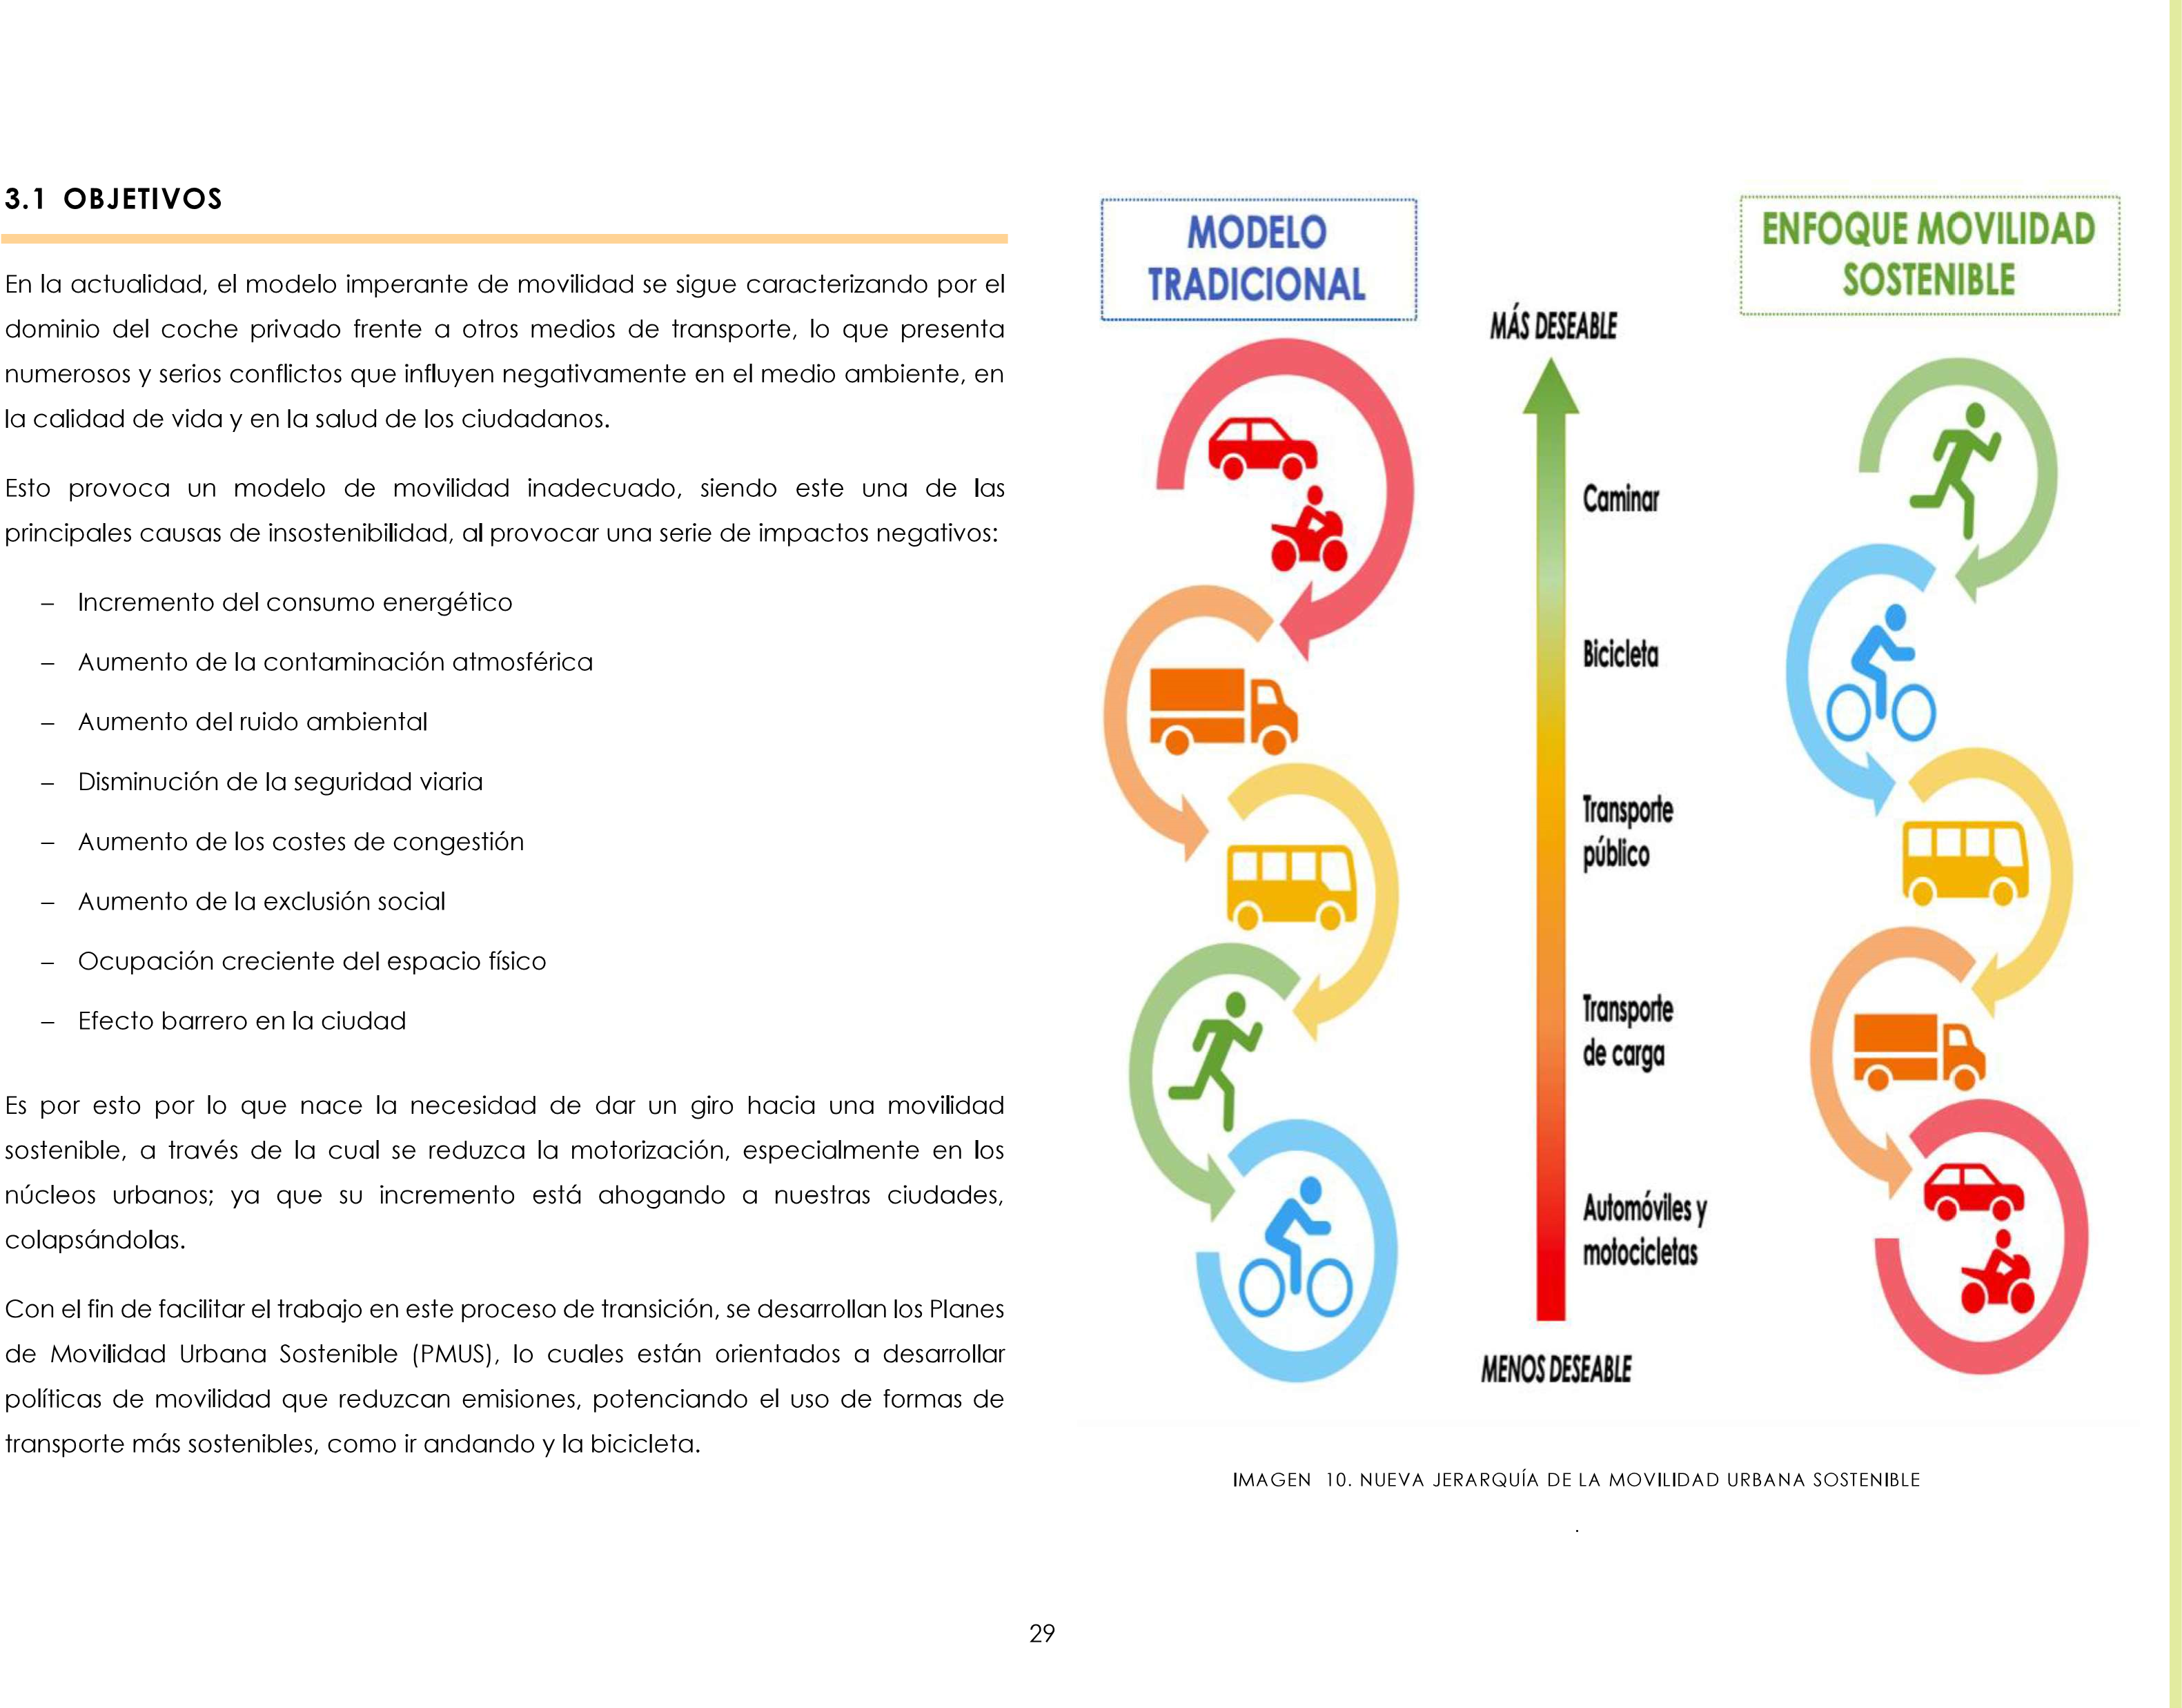 3.1 OBJETIVOS
En la actualidad, el modelo imperante de movilidad se sigue caracterizando por el
dominio del coche privado frente a otros medios de transporte, lo que presenta
numerosos y serios conflictos que influyen negativamente en el medio ambiente, en
la calidad de vida y en la salud de los ciudadanos.
Esto provoca un modelo de movilidad inadecuado, siendo este una de las
principales causas de insostenibilidad, al provocar una serie de impactos negativos:
– Incremento del consumo energético
– Aumento de la contaminación atmosférica
– Aumento del ruido ambiental
– Disminución de la seguridad viaria
– Aumento de los costes de congestión
– Aumento de la exclusión social
– Ocupación creciente del espacio físico
– Efecto barrero en la ciudad
Es por esto por lo que nace la necesidad de dar un giro hacia una movilidad
sostenible, a través de la cual se reduzca la motorización, especialmente en los
núcleos urbanos; ya que su incremento está ahogando a nuestras ciudades,
colapsándolas.
Con el fin de facilitar el trabajo en este proceso de transición, se desarrollan los Planes
de Movilidad Urbana Sostenible (PMUS), lo cuales están orientados a desarrollar
políticas de movilidad que reduzcan emisiones, potenciando el uso de formas de
transporte más sostenibles, como ir andando y la bicicleta.
MODELO
TRADICIONAL
ENFOQUE MOVILIDAD
SOSTENIBLE
MÁS DESEABLE
Caminar
Bicicleta
Transporte
público
Transporte
de carga
Automóviles y
motocicletas
MENOS DESEABLE
IMAGEN 10. NUEVA JERARQUÍA DE LA MOVILIDAD URBANA SOSTENIBLE
.
29